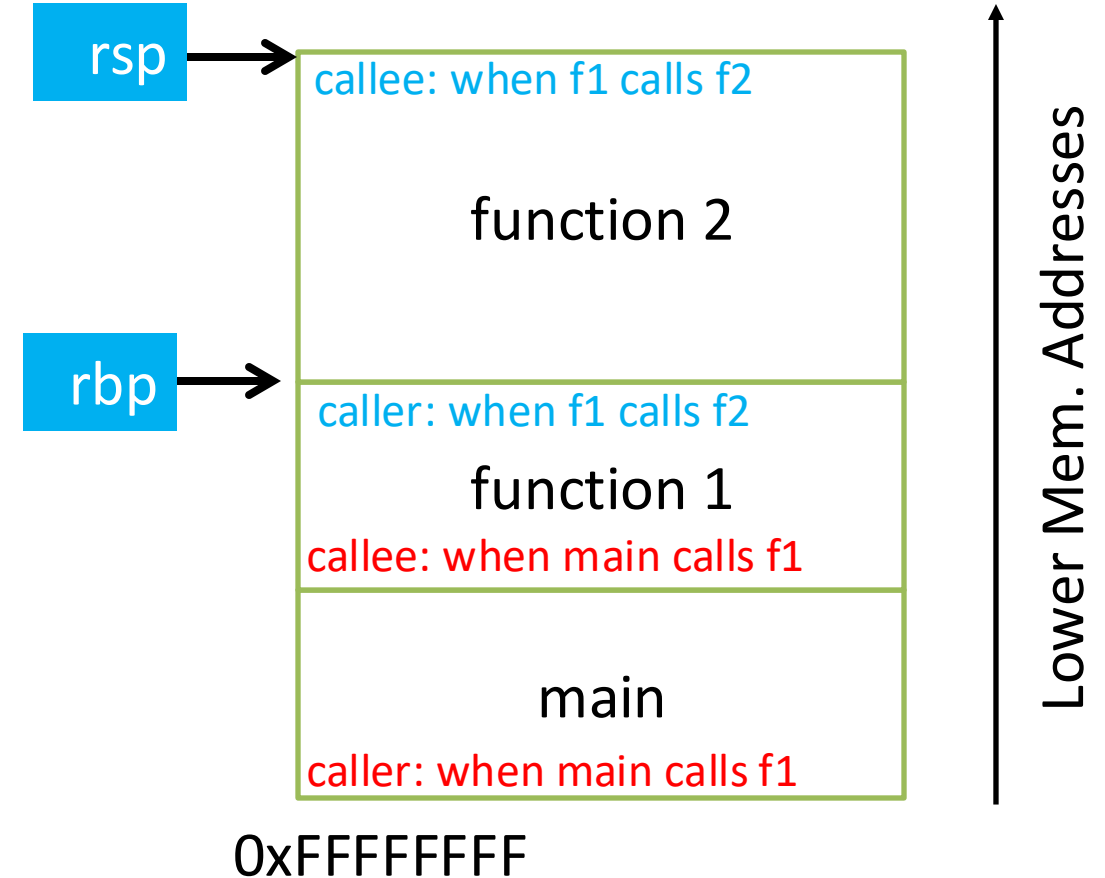 rsp
callee: when f1 calls f2
function 2
rbp
caller: when f1 calls f2
function 1
callee: when main calls f1
main
caller: when main calls f1
0xFFFFFFFF
Lower Mem. Addresses